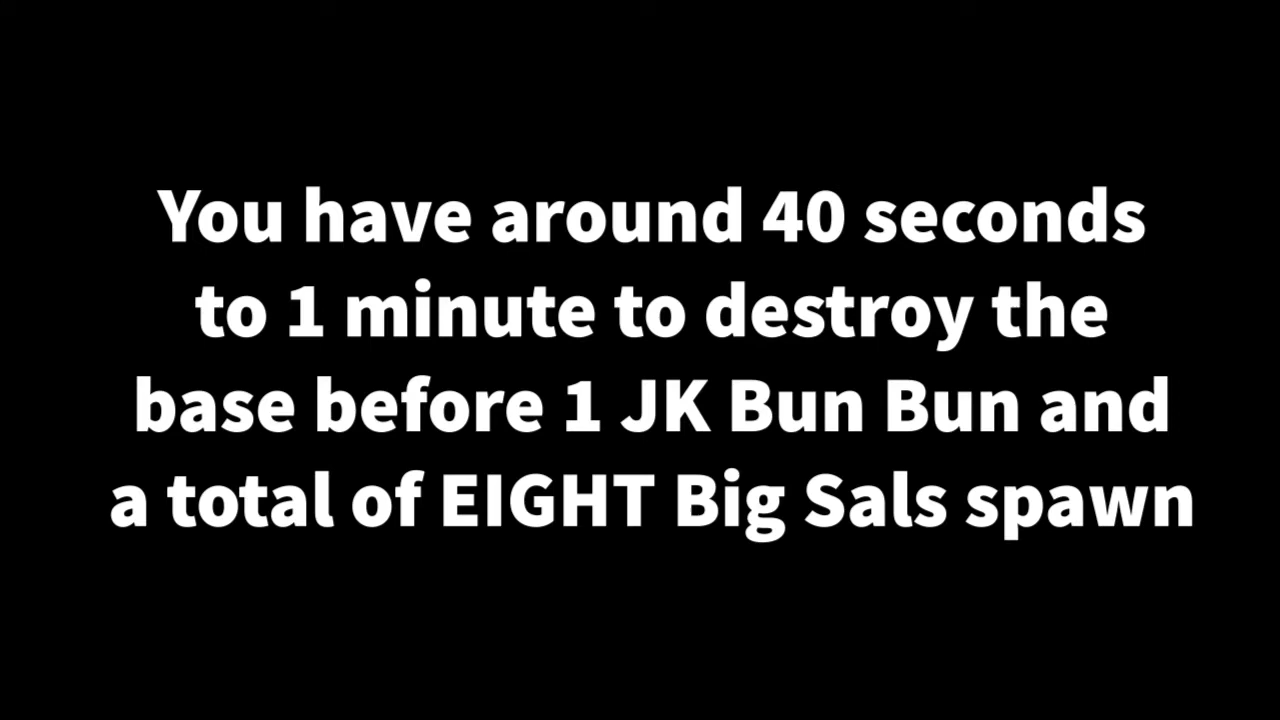 You have around 40 seconds
to 1 minute to destroy the
base before 1 JK Bun Bun and
a total of EIGHT Big Sals spawn